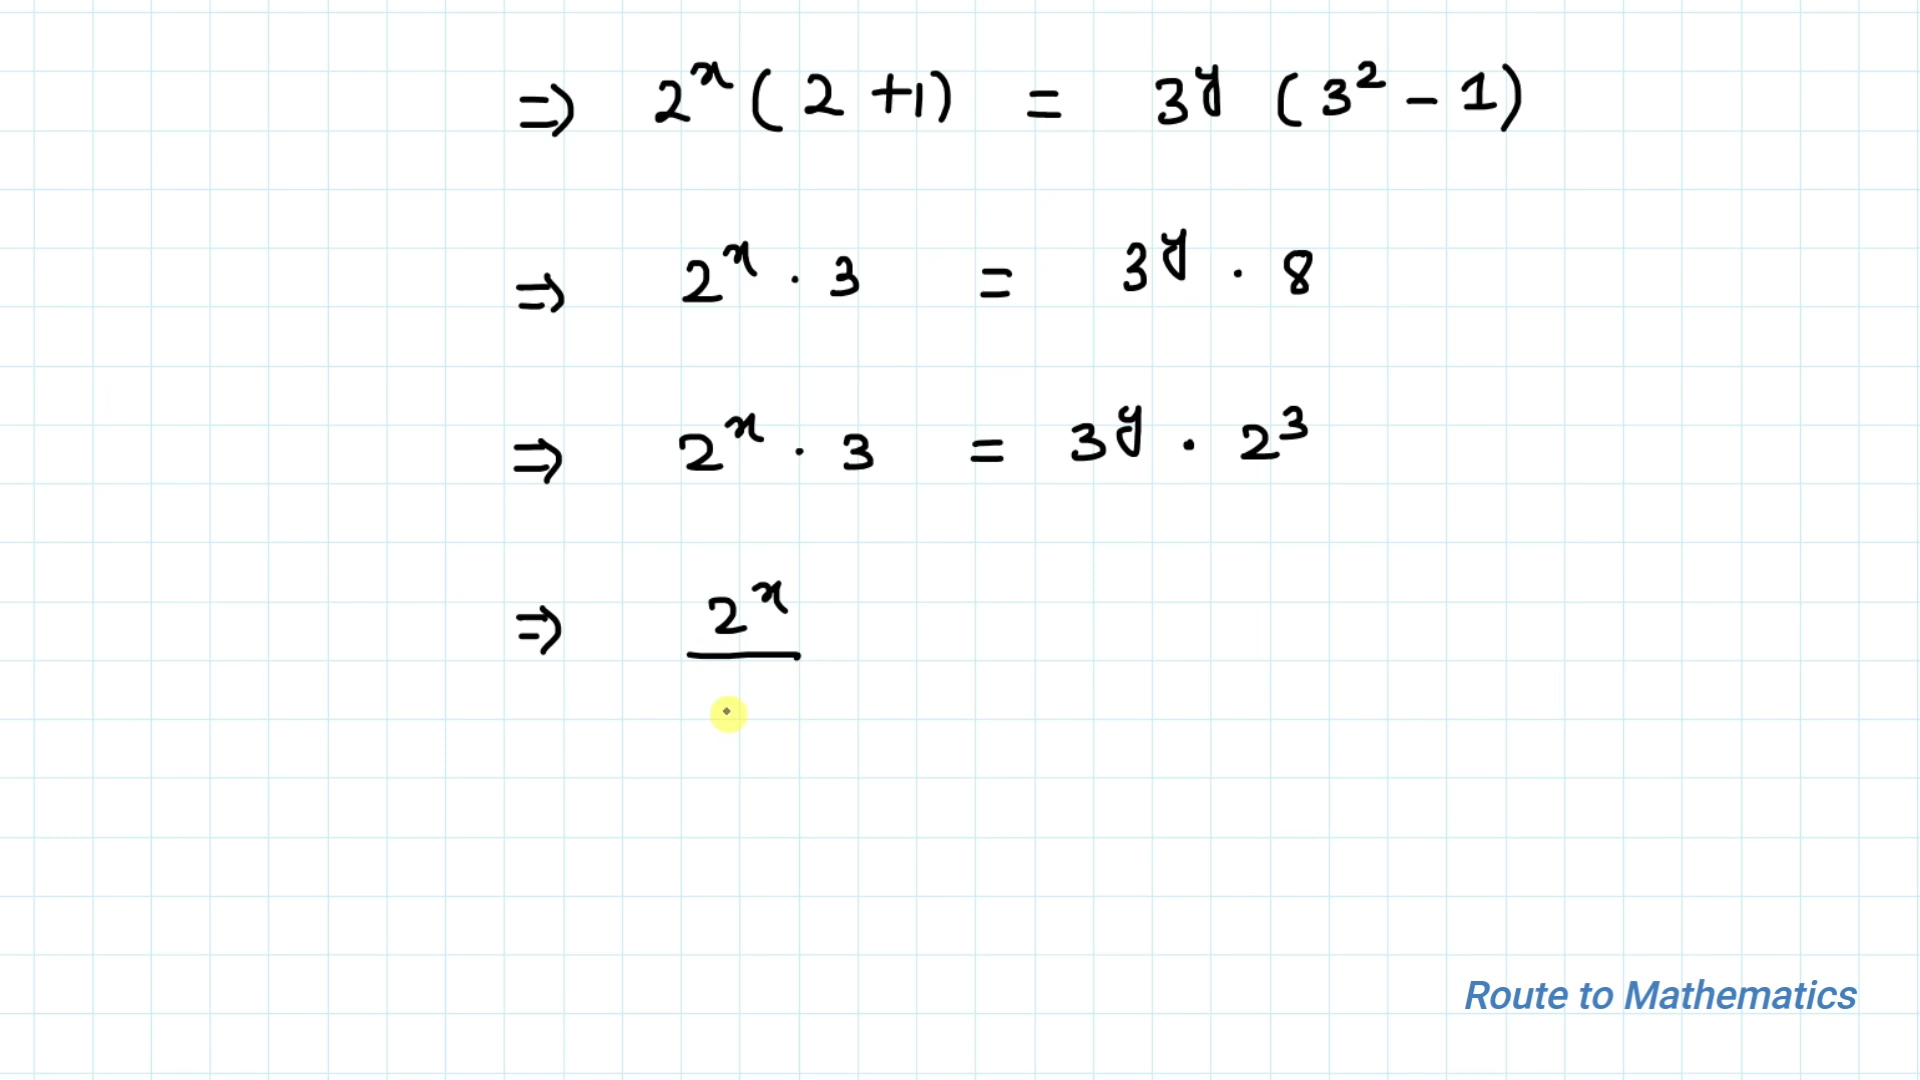 ⇒ 2^x (2+1) = 3^y (3^2 - 1)
⇒ 2^x · 3 = 3^y · 8
⇒ 2^x · 3 = 3^y · 2^3
⇒ 2^x
Route to Mathematics